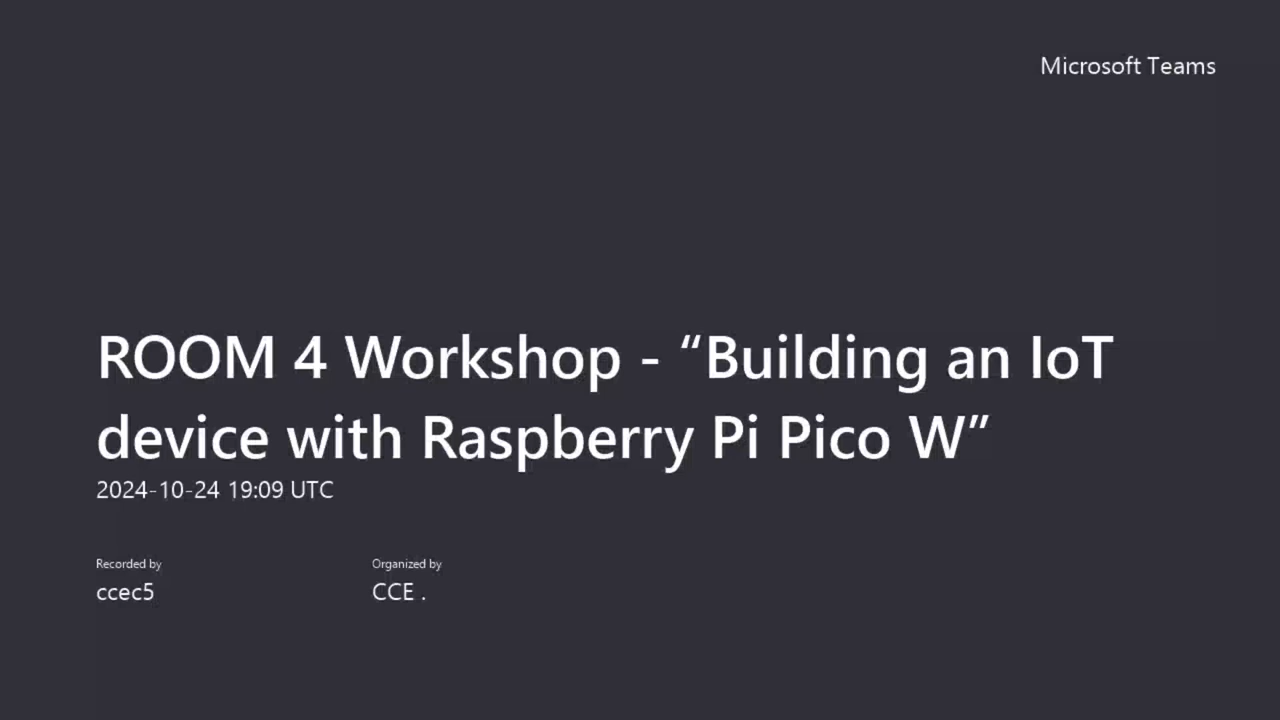 Microsoft Teams
ROOM 4 Workshop - “Building an IoT
device with Raspberry Pi Pico W”
2024-10-24 19:09 UTC
Recorded by
ccec5
Organized by
CCE .